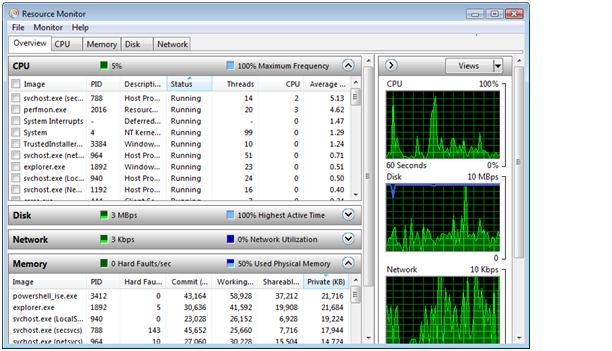 Resource Monitor
File Monitor Help
Overview CPU Memory Disk Network
CPU 5% 100% Maximum Frequency
Image PID Descripti... Status Threads CPU Average ...
svchost.exe (sec... 788 Host Pro... Running 14 2 5.13
perfmon.exe 2016 Resourc... Running 20 3 4.62
System Interrupts - Deferred... Running - 0 1.47
System 4 NT Kerne... Running 99 0 1.29
TrustedInstaller... 3384 Window... Running 10 0 1.24
svchost.exe (net... 964 Host Pro... Running 51 0 0.71
explorer.exe 1892 Window... Running 23 0 0.51
svchost.exe (Loc... 940 Host Pro... Running 24 0 0.50
svchost.exe (Ne... 1192 Host Pro... Running 16 0 0.40
Disk 3 MBps 100% Highest Active Time
Network 3 Kbps 0% Network Utilization
Memory 0 Hard Faults/sec 50% Used Physical Memory
Image PID Hard Fau... Commit (... Working... Shareabl... Private (KB)
powershell_ise.exe 3412 0 43,164 58,928 37,212 21,716
explorer.exe 1892 5 30,636 41,592 19,908 21,684
svchost.exe (LocalS... 940 0 23,028 26,152 6,928 19,224
svchost.exe (secsvcs) 788 143 45,652 25,660 7,716 17,944
svchost.exe (netsvcs) 964 10 27,060 30,228 15,504 14,724
Views
CPU 100%
60 Seconds 0%
Disk 10 MBps
0
Network 10 Kbps